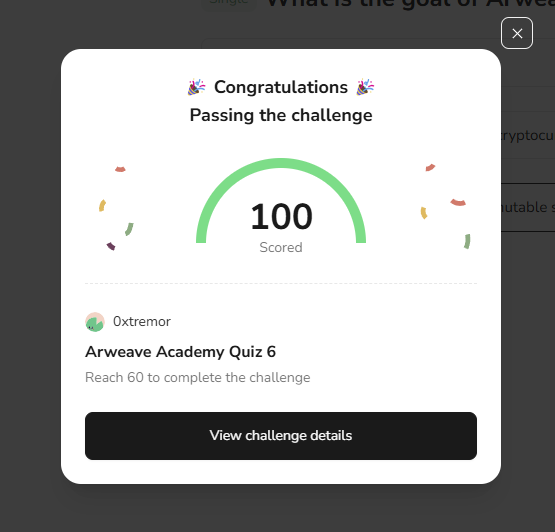 Single What is the goal of Arwea
Congratulations
Passing the challenge
100
Scored
ryptocu
utable s
0xtremor
Arweave Academy Quiz 6
Reach 60 to complete the challenge
View challenge details